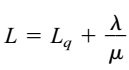 L = L_q + λ/μ